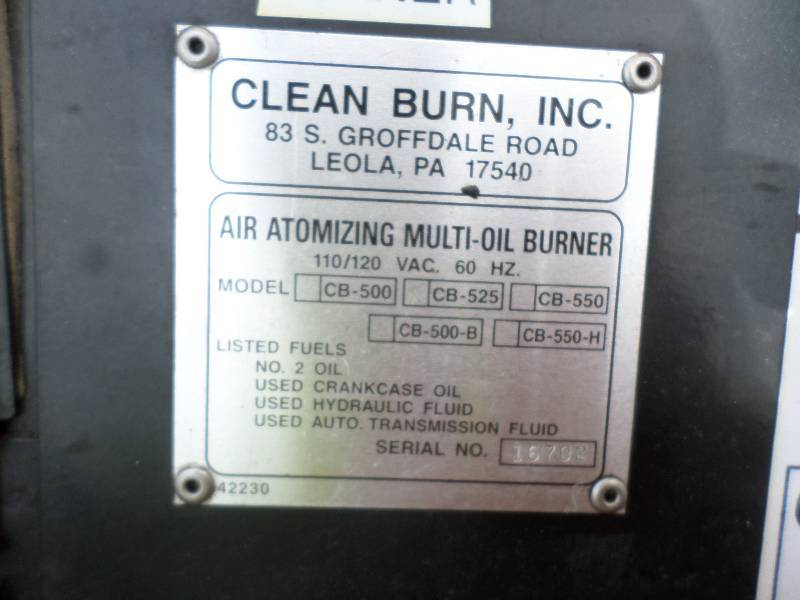 CLEAN BURN, INC.
83 S. GROFFDALE ROAD
LEOLA, PA 17540
AIR ATOMIZING MULTI-OIL BURNER
110/120 VAC. 60 HZ.
MODEL CB-500 CB-525 CB-550
CB-500-B CB-550-H
LISTED FUELS
NO. 2 OIL
USED CRANKCASE OIL
USED HYDRAULIC FLUID
USED AUTO. TRANSMISSION FLUID
SERIAL NO.
42230